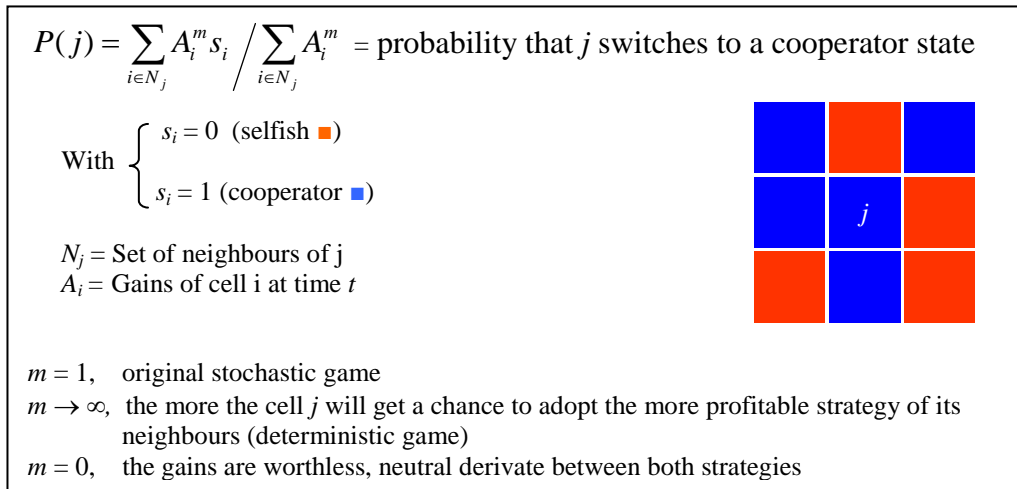 P(j) = ∑_{i∈N_j} A_i^m s_i / ∑_{i∈N_j} A_i^m = probability that j switches to a cooperator state
With { s_i = 0 (selfish ■)
s_i = 1 (cooperator ■)
j
N_j = Set of neighbours of j
A_i = Gains of cell i at time t
m = 1, original stochastic game
m → ∞, the more the cell j will get a chance to adopt the more profitable strategy of its
neighbours (deterministic game)
m = 0, the gains are worthless, neutral derivate between both strategies